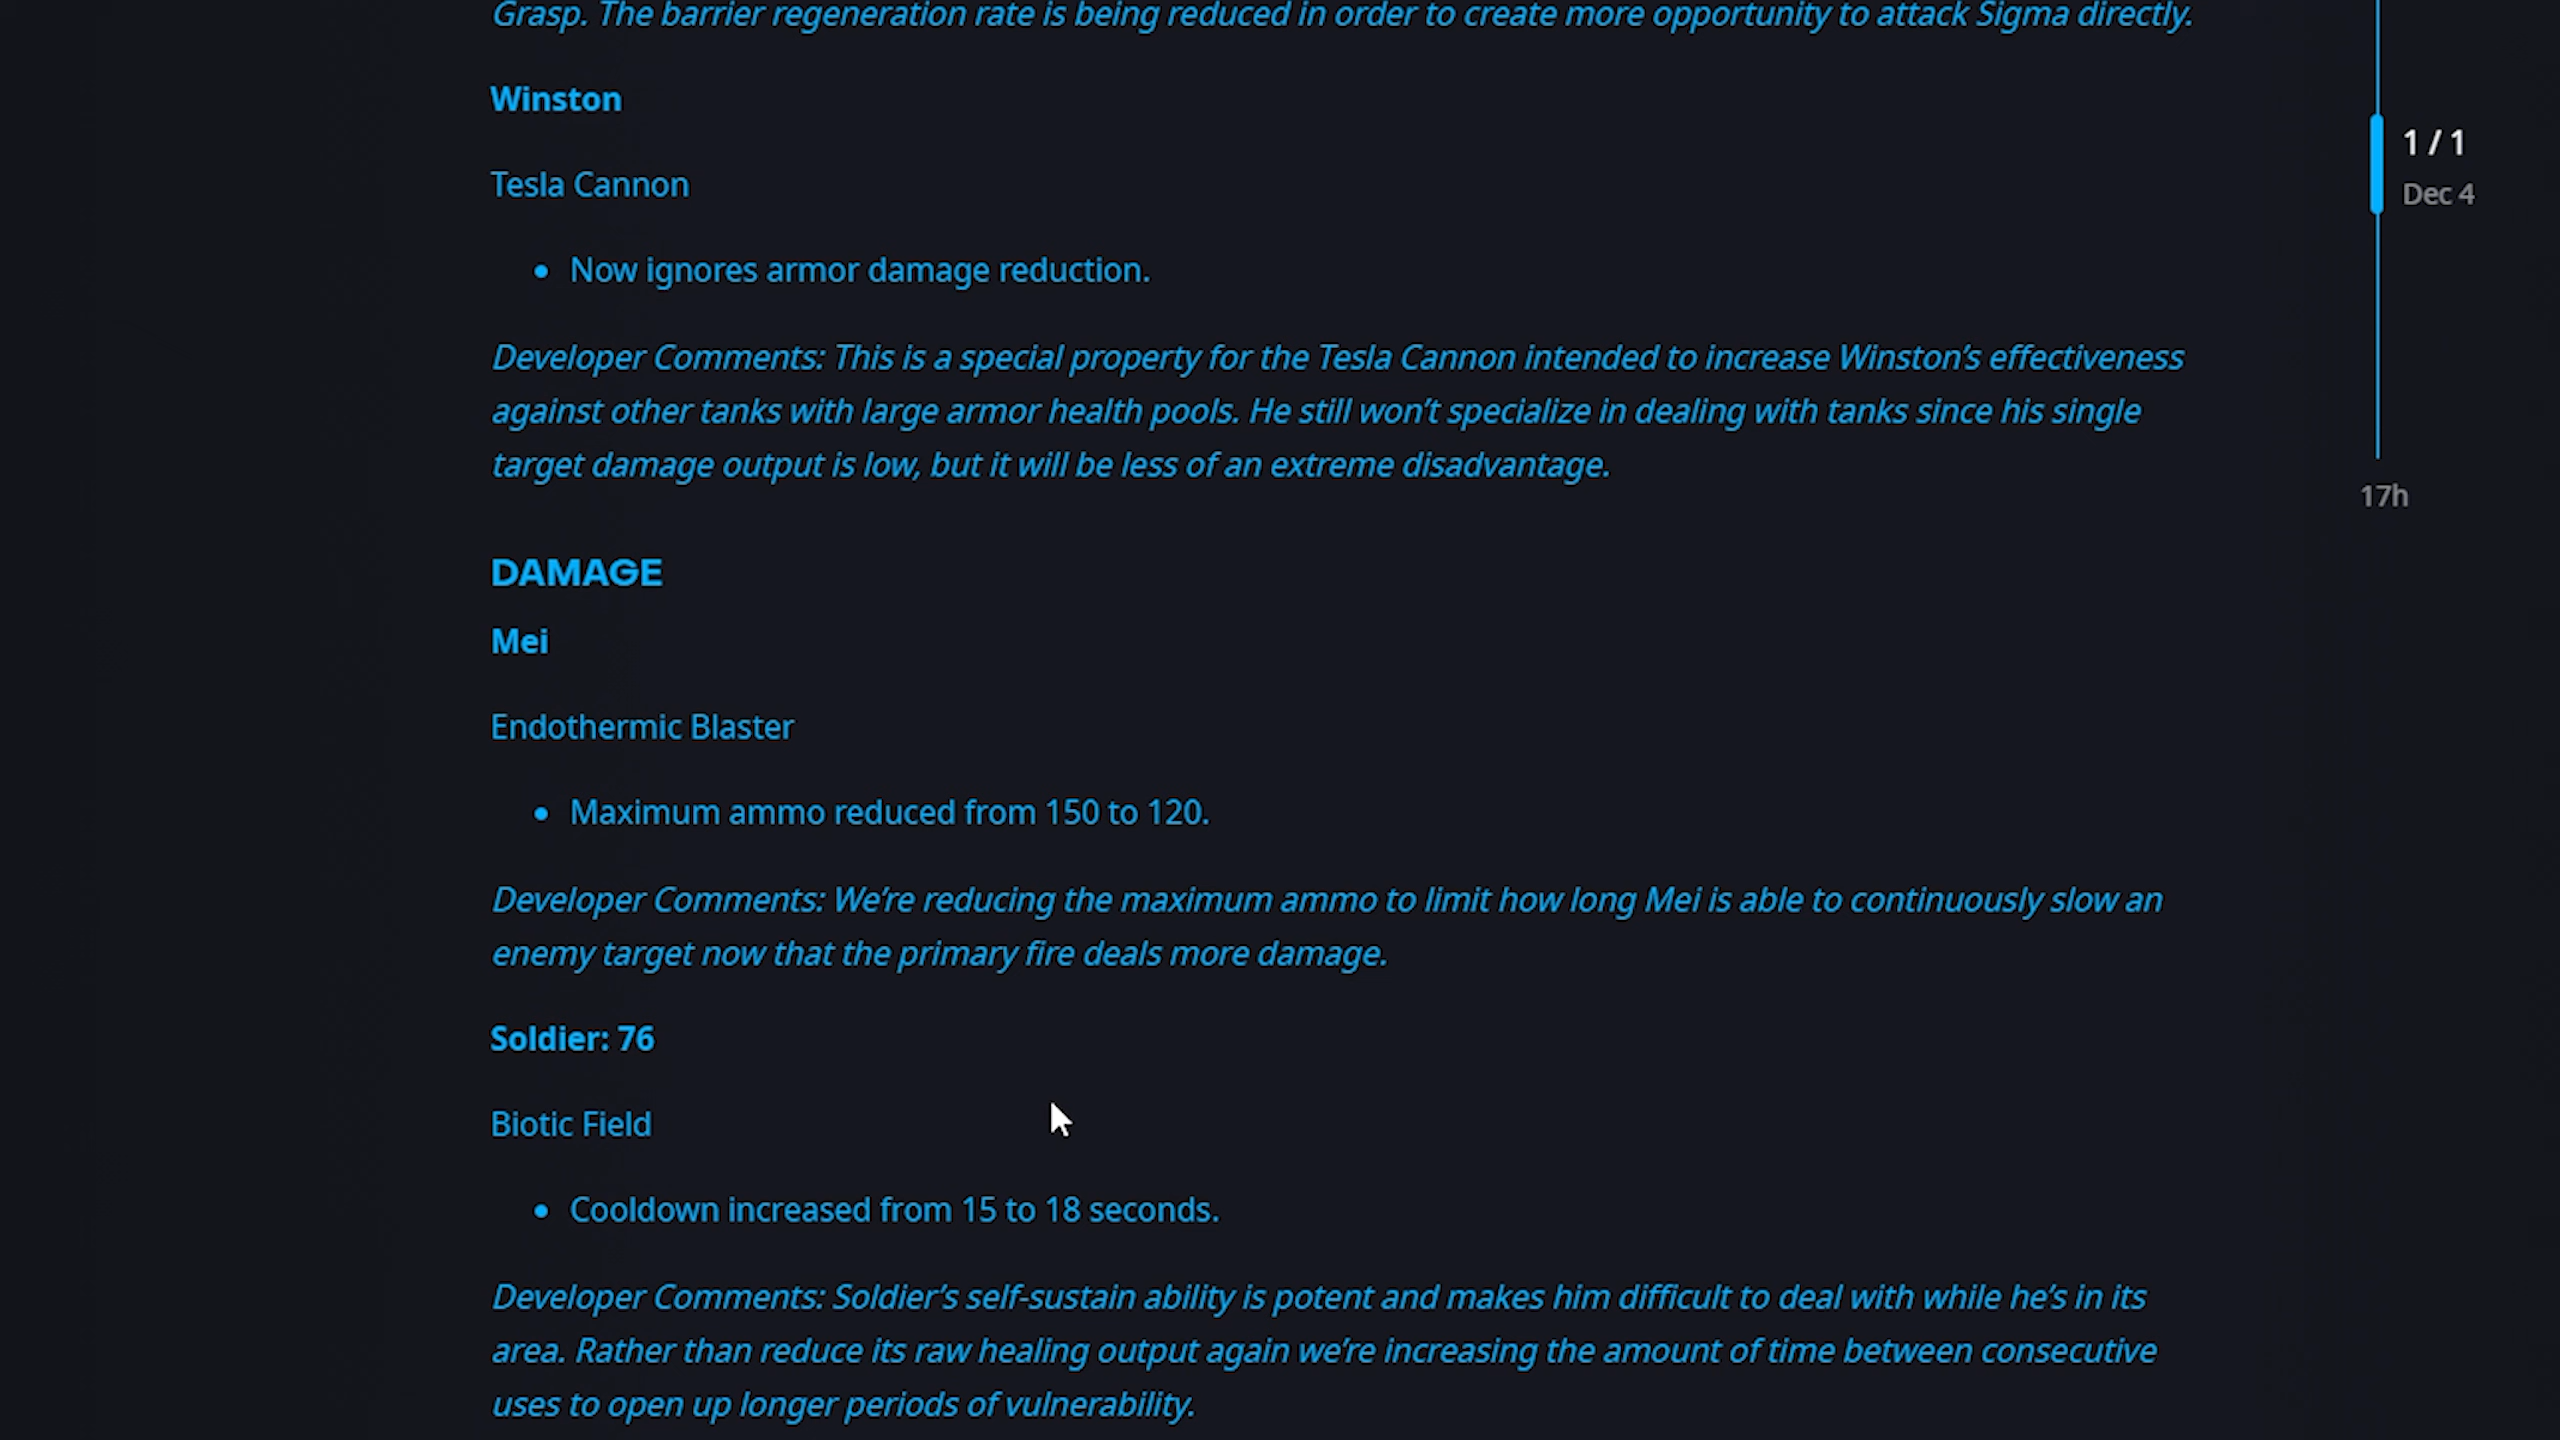 Grasp. The barrier regeneration rate is being reduced in order to create more opportunity to attack Sigma directly.
Winston
Tesla Cannon
• Now ignores armor damage reduction.
Developer Comments: This is a special property for the Tesla Cannon intended to increase Winston’s effectiveness
against other tanks with large armor health pools. He still won’t specialize in dealing with tanks since his single
target damage output is low, but it will be less of an extreme disadvantage.
DAMAGE
Mei
Endothermic Blaster
• Maximum ammo reduced from 150 to 120.
Developer Comments: We’re reducing the maximum ammo to limit how long Mei is able to continuously slow an
enemy target now that the primary fire deals more damage.
Soldier: 76
Biotic Field
• Cooldown increased from 15 to 18 seconds.
Developer Comments: Soldier’s self-sustain ability is potent and makes him difficult to deal with while he’s in its
area. Rather than reduce its raw healing output again we’re increasing the amount of time between consecutive
uses to open up longer periods of vulnerability.
1 / 1
Dec 4
17h